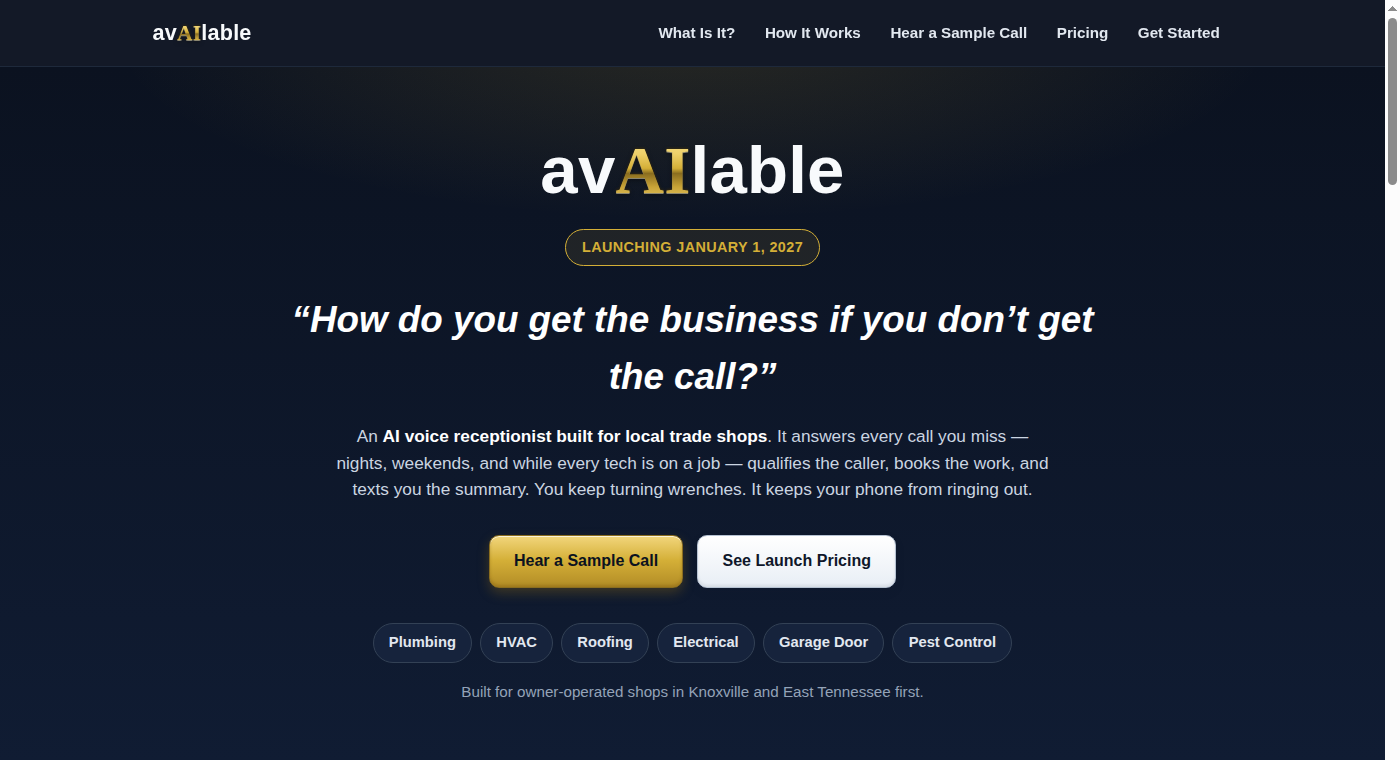 avAIlable
What Is It?
How It Works
Hear a Sample Call
Pricing
Get Started
avAIlable
LAUNCHING JANUARY 1, 2027
“How do you get the business if you don’t get
the call?”
An AI voice receptionist built for local trade shops. It answers every call you miss —
nights, weekends, and while every tech is on a job — qualifies the caller, books the work, and
texts you the summary. You keep turning wrenches. It keeps your phone from ringing out.
Hear a Sample Call
See Launch Pricing
Plumbing
HVAC
Roofing
Electrical
Garage Door
Pest Control
Built for owner-operated shops in Knoxville and East Tennessee first.